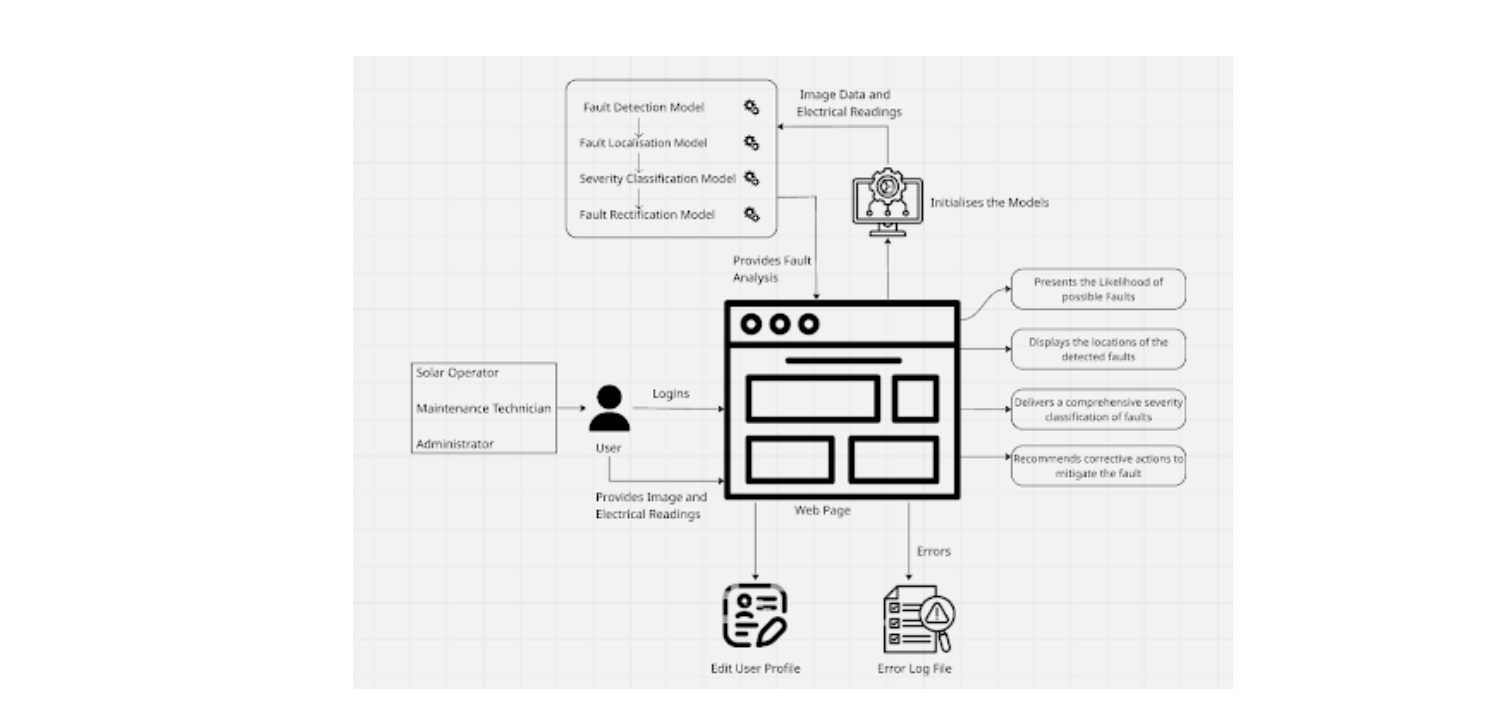 Fault Detection Model
Fault Localisation Model
Severity Classification Model
Fault Rectification Model
Image Data and
Electrical Readings
Initialises the Models
Provides Fault
Analysis
Presents the Likelihood of
possible Faults
Displays the locations of the
detected faults
Delivers a comprehensive severity
classification of faults
Recommends corrective actions to
mitigate the fault
Solar Operator
Maintenance Technician
Administrator
User
Logins
Provides Image and
Electrical Readings
Web Page
Errors
Edit User Profile
Error Log File